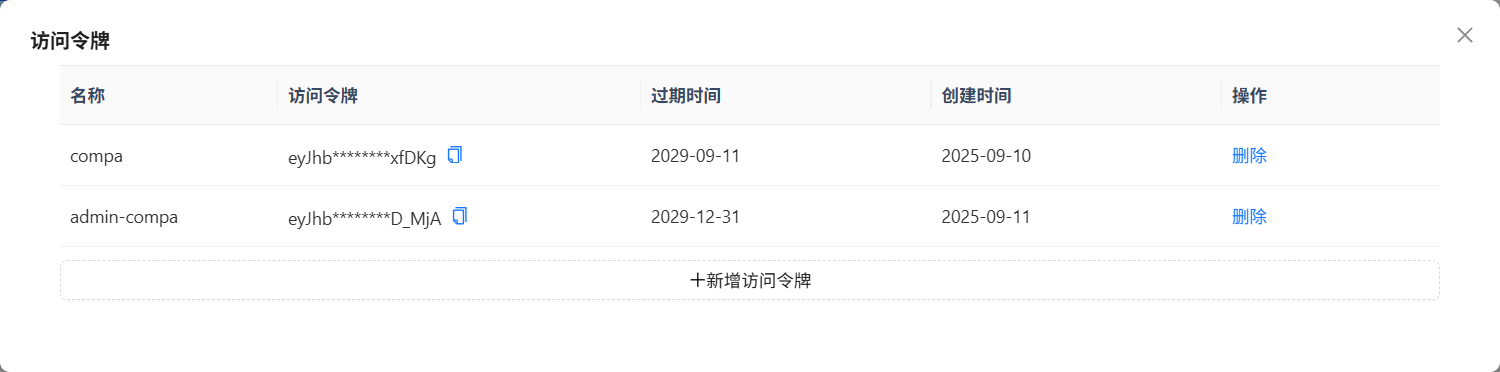 访问令牌
名称 访问令牌 过期时间 创建时间 操作
compa eyJhb********xfDKg 2029-09-11 2025-09-10 删除
admin-compa eyJhb********D_MjA 2029-12-31 2025-09-11 删除
+新增访问令牌